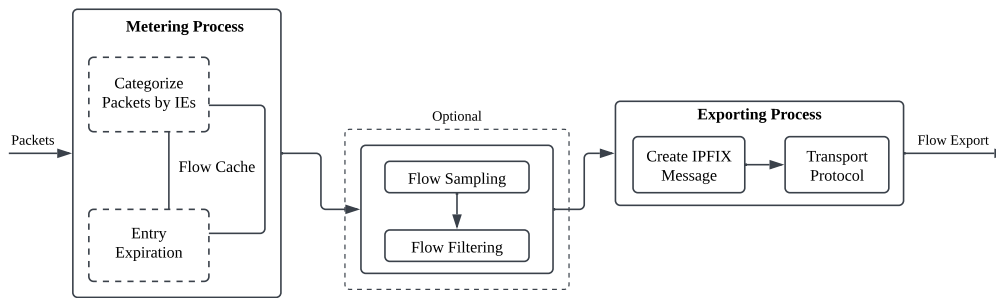 Metering Process
Categorize
Packets by IEs
Packets
Flow Cache
Entry
Expiration
Optional
Flow Sampling
Flow Filtering
Exporting Process
Create IPFIX
Message
Transport
Protocol
Flow Export